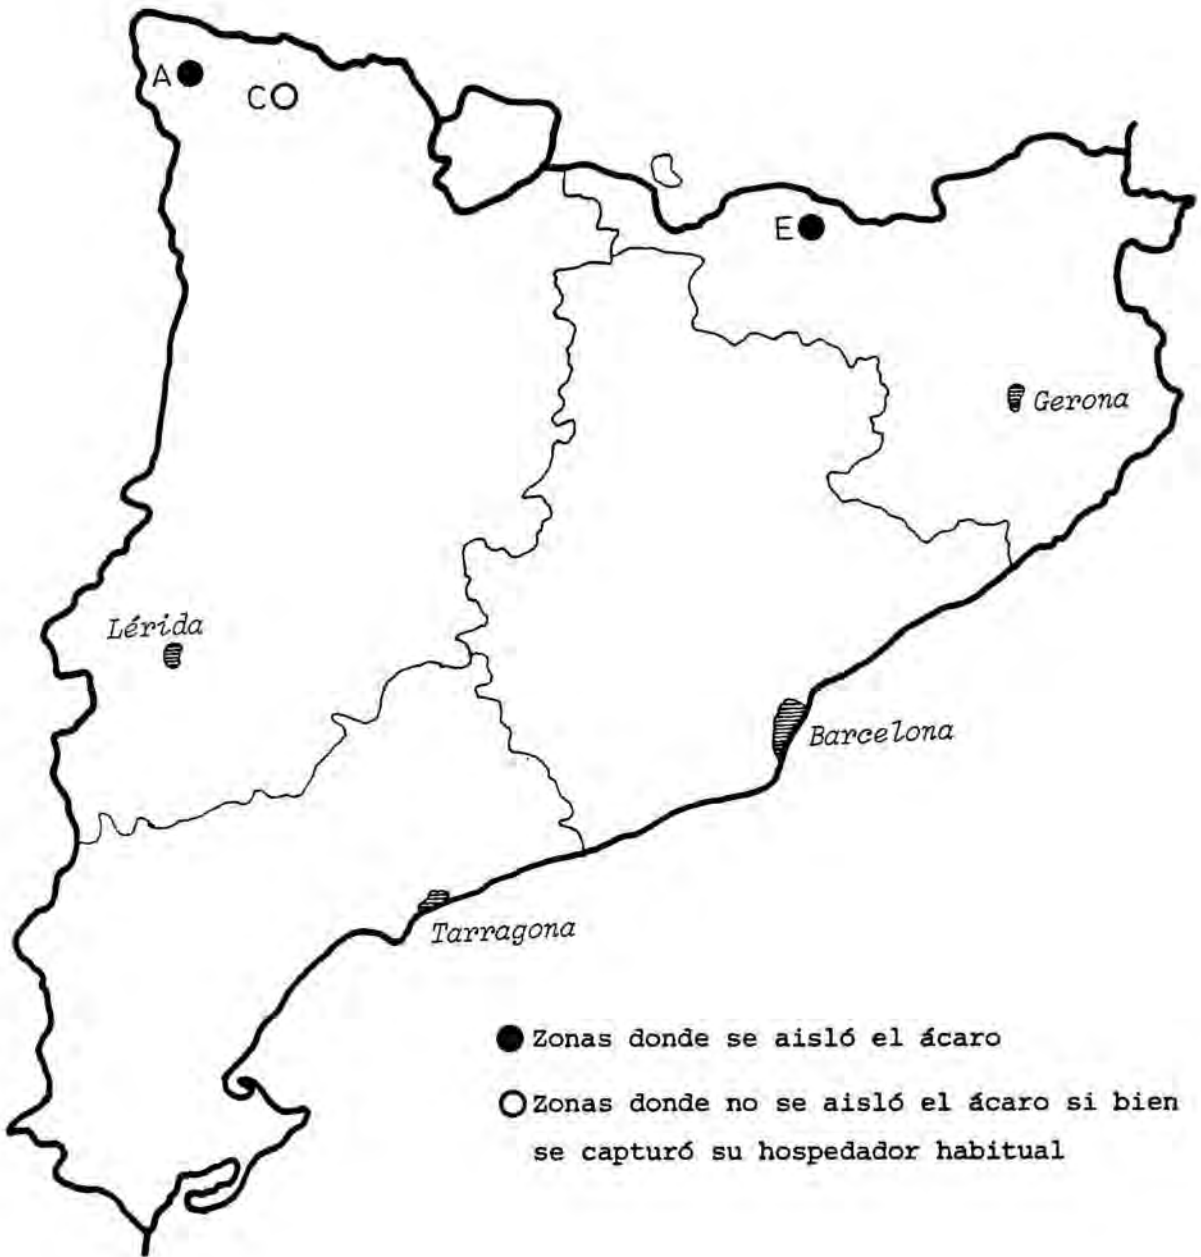 A
C
E
Gerona
Lérida
Barcelona
Tarragona
Zonas donde se aisló el ácaro
Zonas donde no se aisló el ácaro si bien
se capturó su hospedador habitual